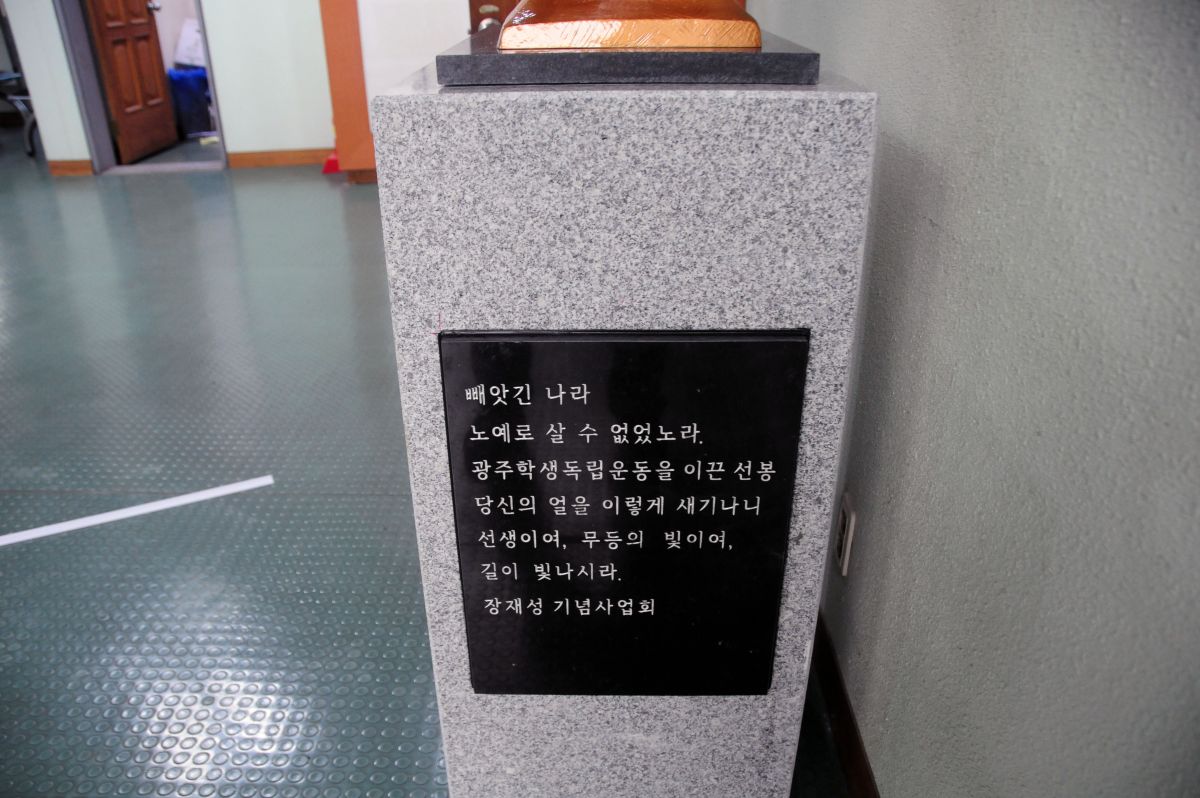 빼앗긴 나라
노예로 살 수 없었노라.
광주학생독립운동을 이끈 선봉
당신의 얼을 이렇게 새기나니
선생이여, 무등의 빛이여,
길이 빛나시라.
장재성 기념사업회